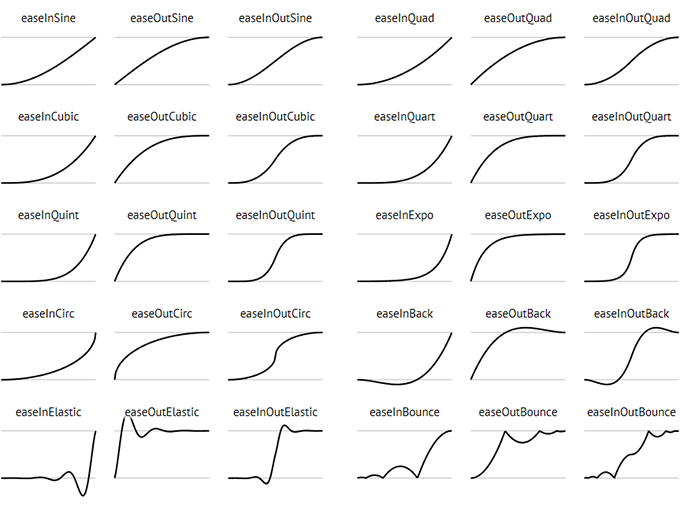 easeInSine easeOutSine easeInOutSine easeInQuad easeOutQuad easeInOutQuad
easeInCubic easeOutCubic easeInOutCubic easeInQuart easeOutQuart easeInOutQuart
easeInQuint easeOutQuint easeInOutQuint easeInExpo easeOutExpo easeInOutExpo
easeInCirc easeOutCirc easeInOutCirc easeInBack easeOutBack easeInOutBack
easeInElastic easeOutElastic easeInOutElastic easeInBounce easeOutBounce easeInOutBounce